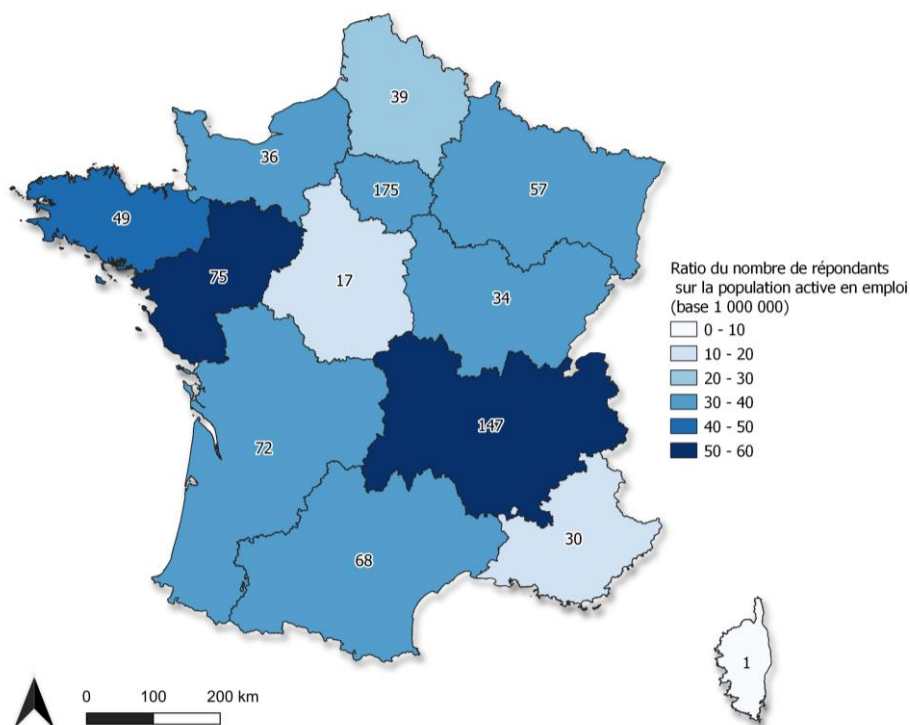 39
36
175
57
49
75
17
34
Ratio du nombre de répondants
sur la population active en emploi
(base 1 000 000)
0 - 10
10 - 20
20 - 30
30 - 40
40 - 50
50 - 60
147
72
30
68
1
0 100 200 km